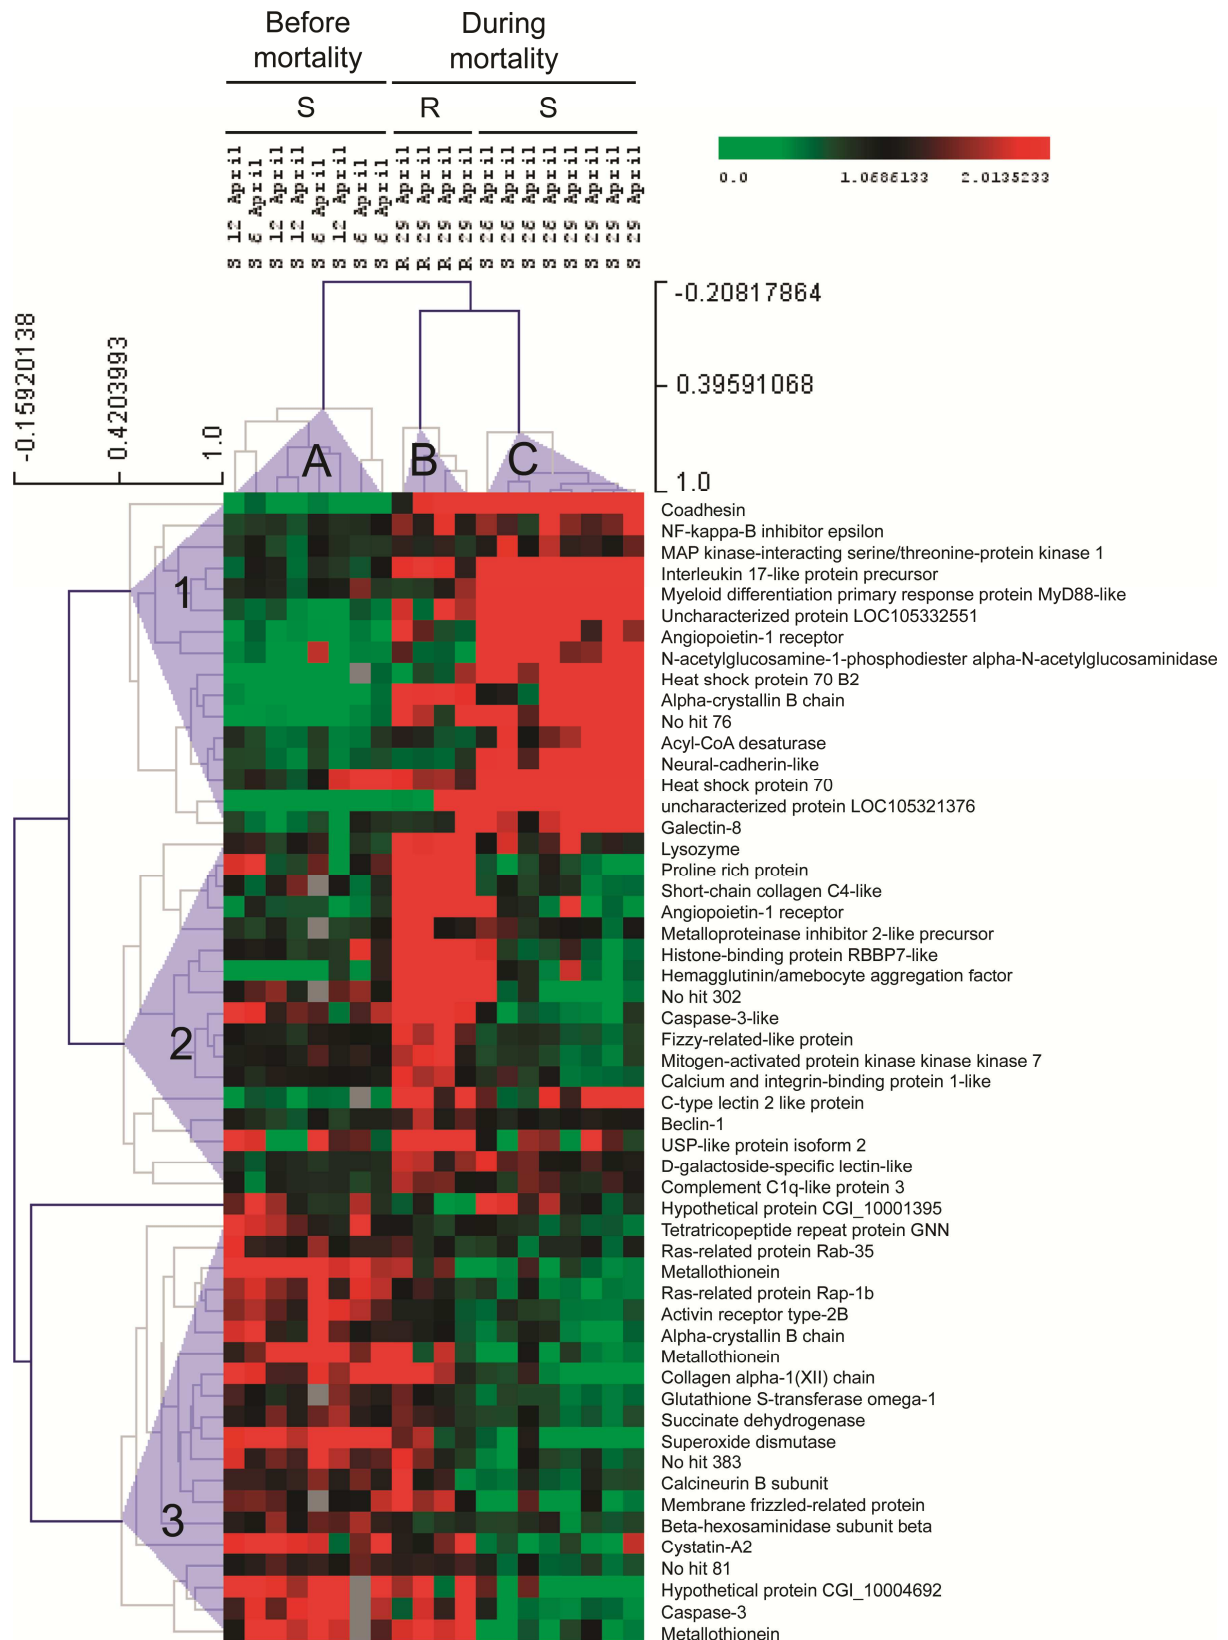 Before
mortality
During
mortality
S
R
S
S 12 April
S 6 April
S 12 April
S 12 April
S 6 April
S 12 April
S 6 April
S 6 April
R 29 April
R 29 April
R 29 April
R 29 April
S 26 April
S 26 April
S 26 April
S 26 April
S 29 April
S 29 April
S 29 April
S 29 April
0.0
1.0686133
2.0135233
-0.20817864
0.39591068
1.0
-0.15920138
0.4203993
1.0
A
B
C
1
2
3
Coadhesin
NF-kappa-B inhibitor epsilon
MAP kinase-interacting serine/threonine-protein kinase 1
Interleukin 17-like protein precursor
Myeloid differentiation primary response protein MyD88-like
Uncharacterized protein LOC105332551
Angiopoietin-1 receptor
N-acetylglucosamine-1-phosphodiester alpha-N-acetylglucosaminidase
Heat shock protein 70 B2
Alpha-crystallin B chain
No hit 76
Acyl-CoA desaturase
Neural-cadherin-like
Heat shock protein 70
uncharacterized protein LOC105321376
Galectin-8
Lysozyme
Proline rich protein
Short-chain collagen C4-like
Angiopoietin-1 receptor
Metalloproteinase inhibitor 2-like precursor
Histone-binding protein RBBP7-like
Hemagglutinin/amebocyte aggregation factor
No hit 302
Caspase-3-like
Fizzy-related-like protein
Mitogen-activated protein kinase kinase kinase 7
Calcium and integrin-binding protein 1-like
C-type lectin 2 like protein
Beclin-1
USP-like protein isoform 2
D-galactoside-specific lectin-like
Complement C1q-like protein 3
Hypothetical protein CGI_10001395
Tetratricopeptide repeat protein GNN
Ras-related protein Rab-35
Metallothionein
Ras-related protein Rap-1b
Activin receptor type-2B
Alpha-crystallin B chain
Metallothionein
Collagen alpha-1(XII) chain
Glutathione S-transferase omega-1
Succinate dehydrogenase
Superoxide dismutase
No hit 383
Calcineurin B subunit
Membrane frizzled-related protein
Beta-hexosaminidase subunit beta
Cystatin-A2
No hit 81
Hypothetical protein CGI_10004692
Caspase-3
Metallothionein